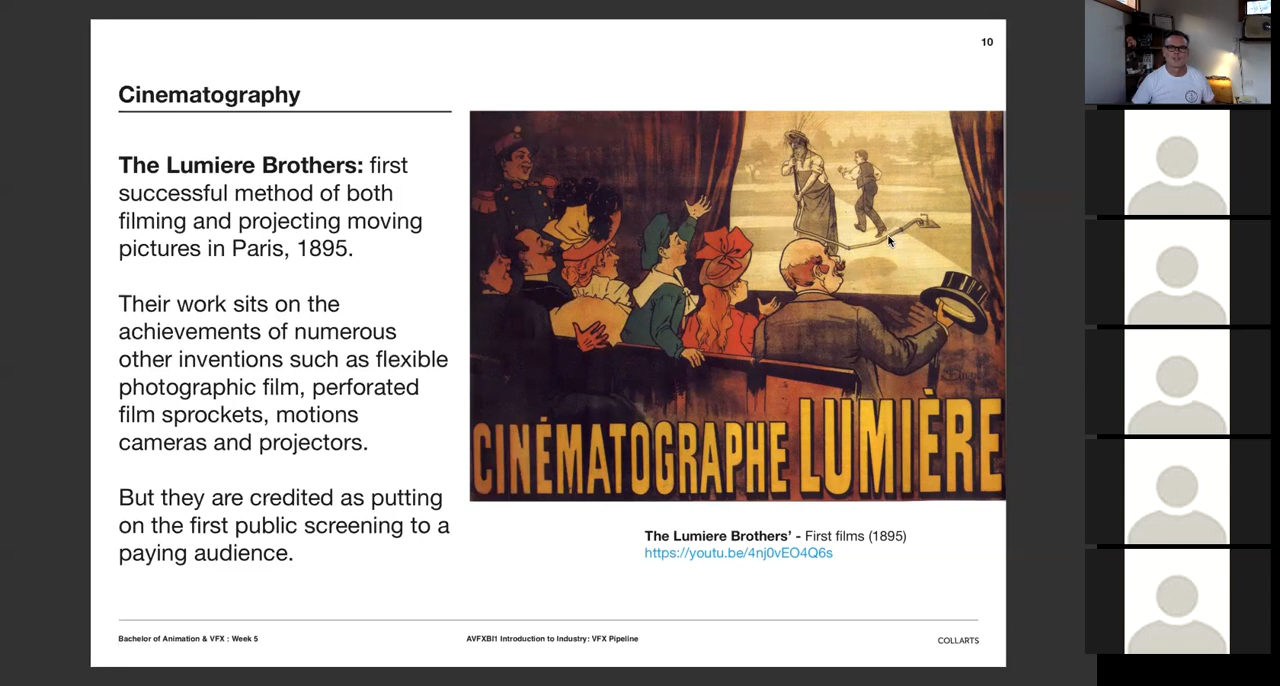 10
Cinematography
The Lumiere Brothers: first
successful method of both
filming and projecting moving
pictures in Paris, 1895.
Their work sits on the
achievements of numerous
other inventions such as flexible
photographic film, perforated
film sprockets, motions
cameras and projectors.
But they are credited as putting
on the first public screening to a
paying audience.
CINÉMATOGRAPHE LUMIÈRE
The Lumiere Brothers' - First films (1895)
https://youtu.be/4nj0vEO4Q6s
Bachelor of Animation & VFX : Week 5
AVFXBI1 Introduction to Industry: VFX Pipeline
COLLARTS